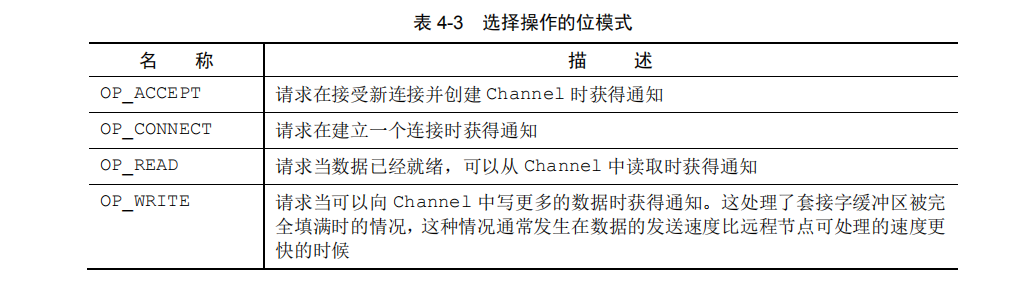 表 4-3 选择操作的位模式
名 称 描 述
OP_ACCEPT 请求在接受新连接并创建 Channel 时获得通知
OP_CONNECT 请求在建立一个连接时获得通知
OP_READ 请求当数据已经就绪，可以从 Channel 中读取时获得通知
OP_WRITE 请求当可以向 Channel 中写更多的数据时获得通知。这处理了套接字缓冲区被完
全填满时的情况，这种情况通常发生在数据的发送速度比远程节点可处理的速度更
快的时候